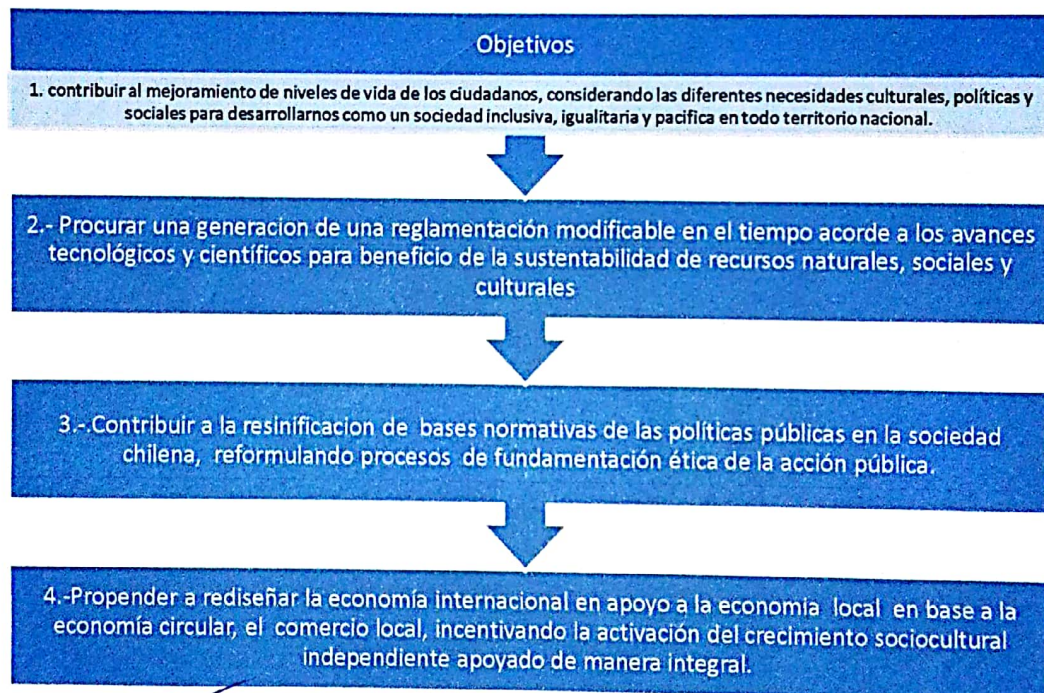 Objetivos
1. contribuir al mejoramiento de niveles de vida de los ciudadanos, considerando las diferentes necesidades culturales, políticas y
sociales para desarrollarnos como un sociedad inclusiva, igualitaria y pacifica en todo territorio nacional.
2.- Procurar una generacion de una reglamentación modificable en el tiempo acorde a los avances
tecnológicos y científicos para beneficio de la sustentabilidad de recursos naturales, sociales y
culturales
3.-.Contribuir a la resinificacion de bases normativas de las políticas públicas en la sociedad
chilena, reformulando procesos de fundamentación ética de la acción pública.
4.-Propender a rediseñar la economía internacional en apoyo a la economía local en base a la
economía circular, el comercio local, incentivando la activación del crecimiento sociocultural
independiente apoyado de manera integral.